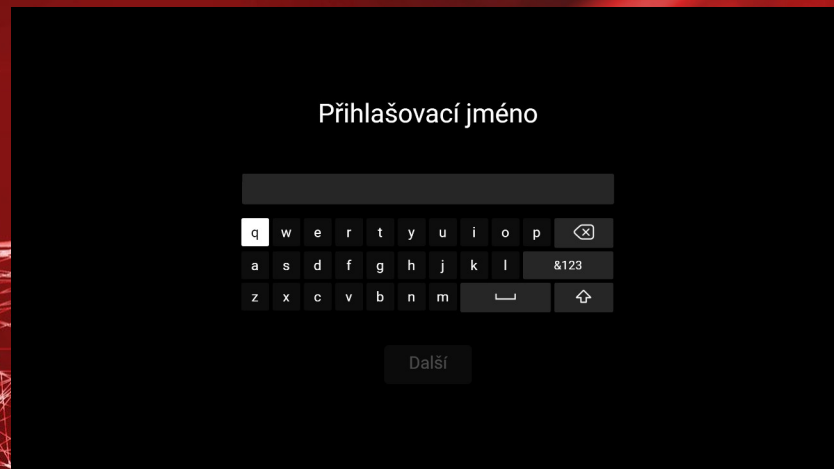 Přihlašovací jméno
q w e r t y u i o p
a s d f g h j k l &123
z x c v b n m
Další